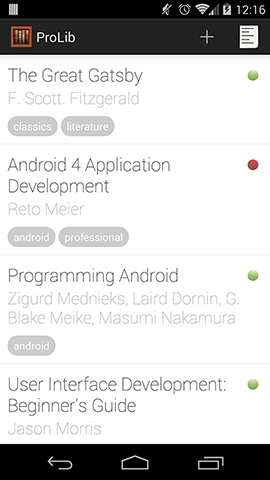 12:16
ProLib
The Great Gatsby
F. Scott. Fitzgerald
classics literature
Android 4 Application
Development
Reto Meier
android professional
Programming Android
Zigurd Mednieks, Laird Dornin, G.
Blake Meike, Masumi Nakamura
android
User Interface Development:
Beginner's Guide
Jason Morris